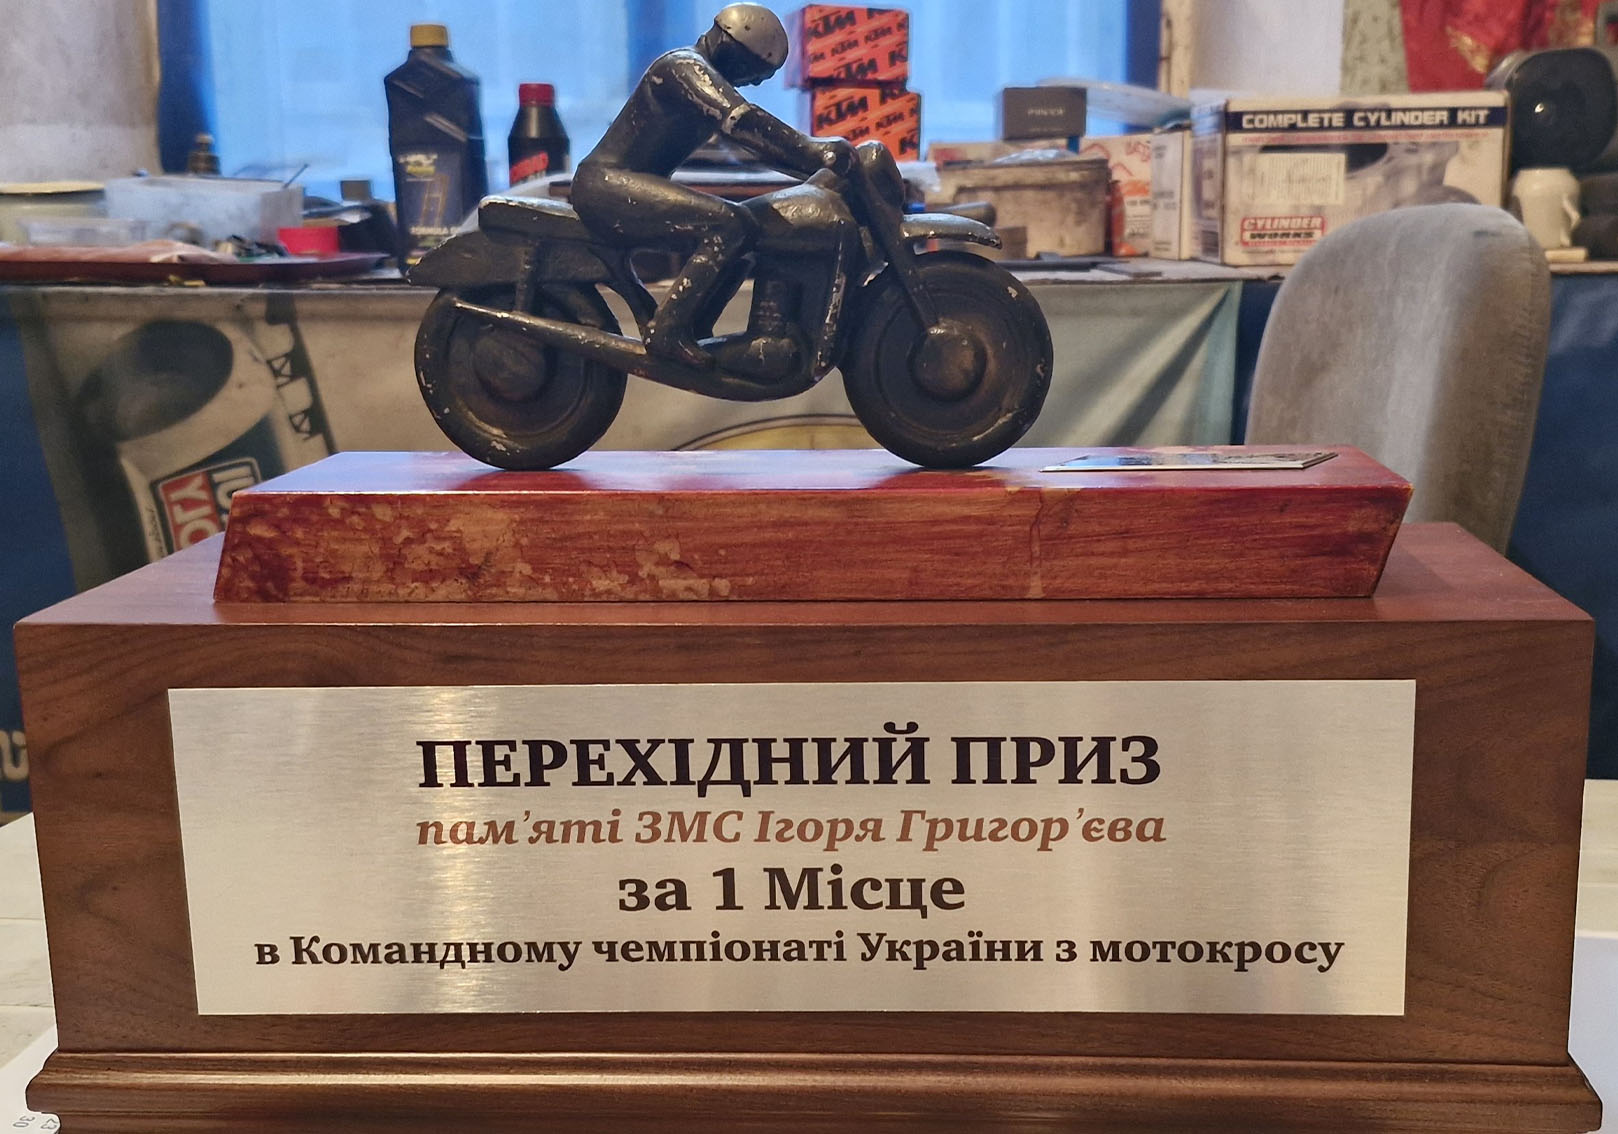 KTM
KTM
COMPLETE CYLINDER KIT
CYLINDER
WORKS
ПЕРЕХІДНИЙ ПРИЗ
пам’яті ЗМС Ігоря Григор’єва
за 1 Місце
в Командному чемпіонаті України з мотокросу